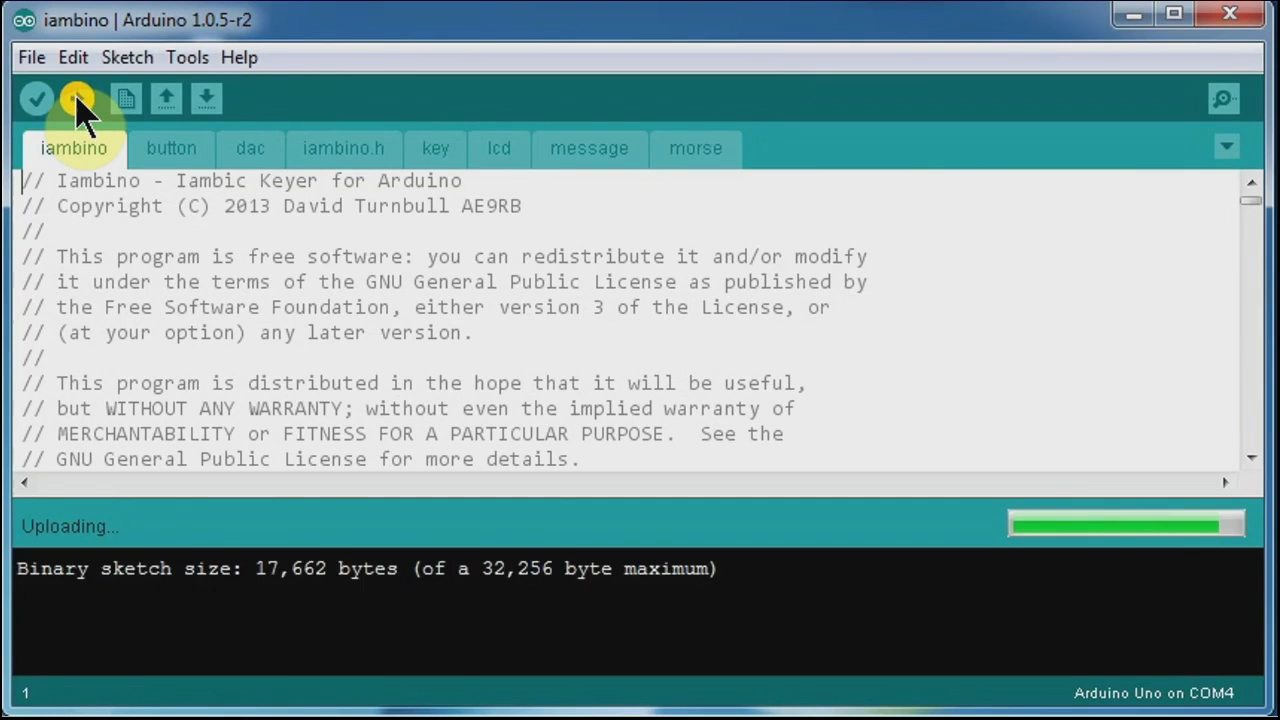 iambino | Arduino 1.0.5-r2
File Edit Sketch Tools Help
iambino button dac iambino.h key lcd message morse
// Iambino - Iambic Keyer for Arduino
// Copyright (C) 2013 David Turnbull AE9RB
//
// This program is free software: you can redistribute it and/or modify
// it under the terms of the GNU General Public License as published by
// the Free Software Foundation, either version 3 of the License, or
// (at your option) any later version.
//
// This program is distributed in the hope that it will be useful,
// but WITHOUT ANY WARRANTY; without even the implied warranty of
// MERCHANTABILITY or FITNESS FOR A PARTICULAR PURPOSE.  See the
// GNU General Public License for more details.
Uploading...
Binary sketch size: 17,662 bytes (of a 32,256 byte maximum)
1 Arduino Uno on COM4